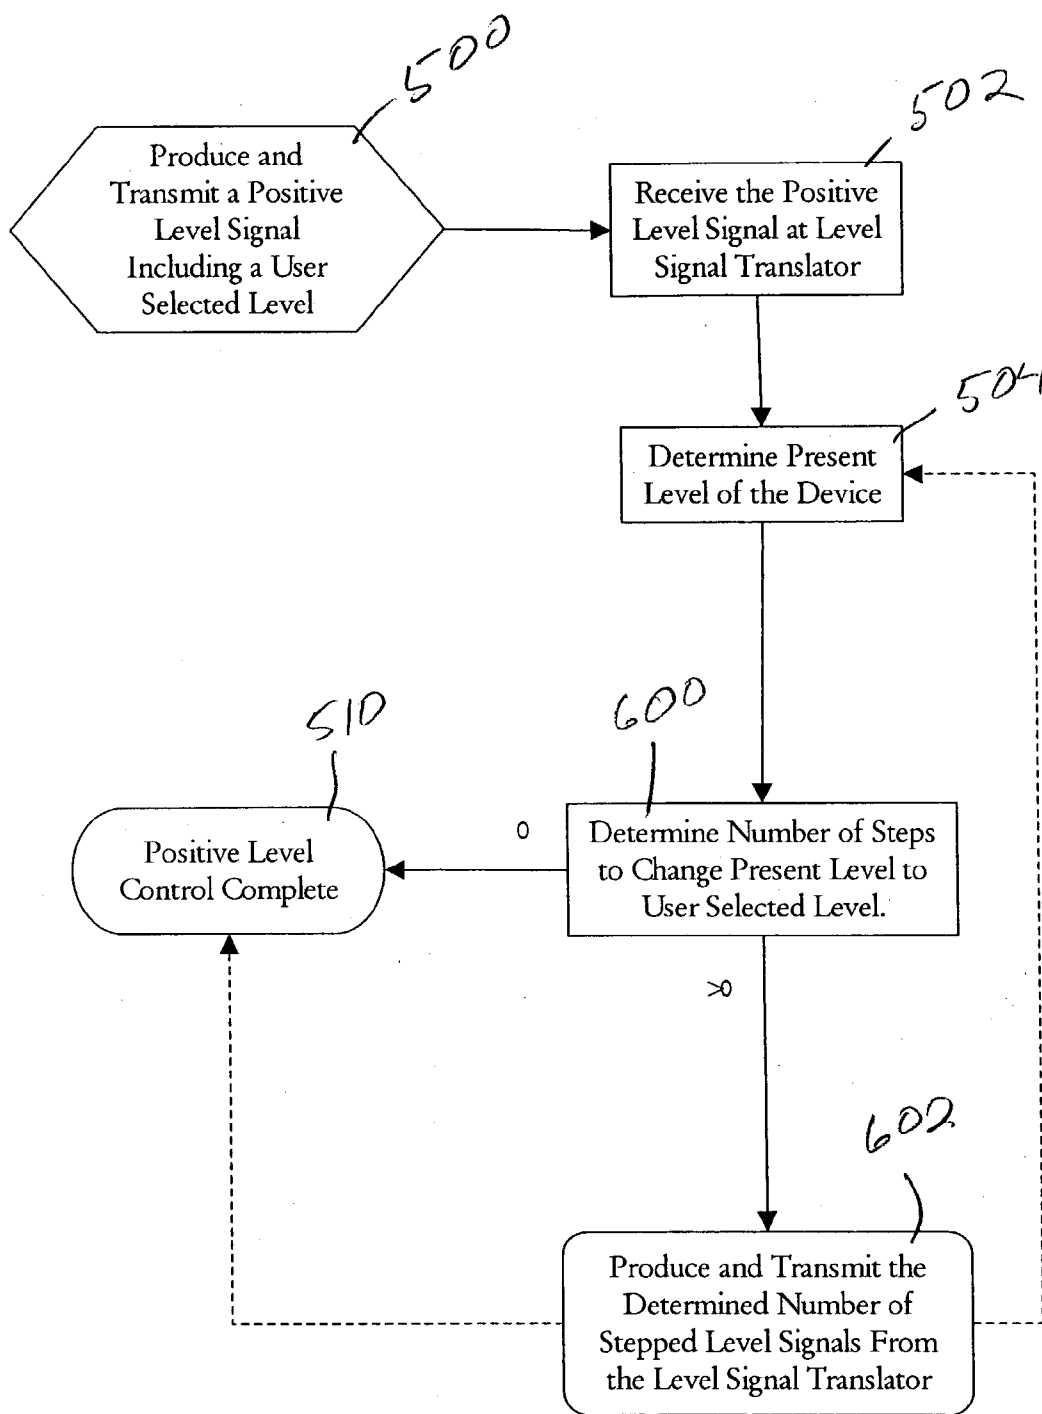 500
Produce and
Transmit a Positive
Level Signal
Including a User
Selected Level
502
Receive the Positive
Level Signal at Level
Signal Translator
504
Determine Present
Level of the Device
510
Positive Level
Control Complete
600
0
Determine Number of Steps
to Change Present Level to
User Selected Level.
>0
602
Produce and Transmit the
Determined Number of
Stepped Level Signals From
the Level Signal Translator